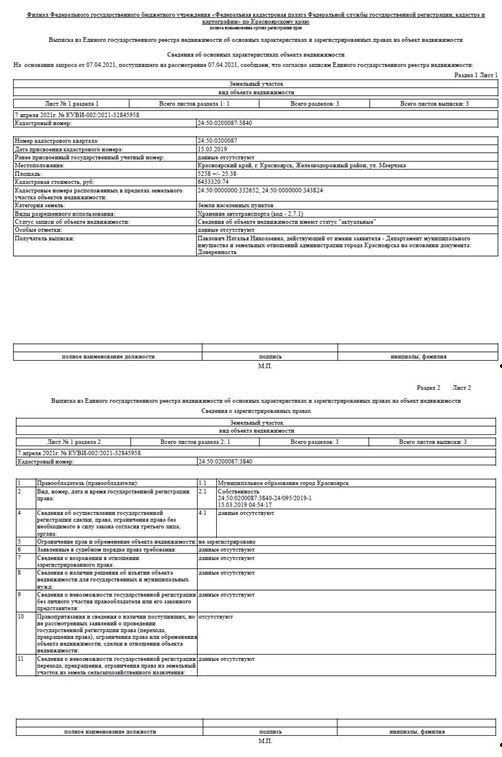 Филиал Федерального государственного бюджетного учреждения «Федеральная кадастровая палата Федеральной службы государственной регистрации, кадастра и
картографии» по Красноярскому краю
полное наименование органа регистрации прав
Выписка из Единого государственного реестра недвижимости об основных характеристиках и зарегистрированных правах на объект недвижимости
Сведения об основных характеристиках объекта недвижимости
На основании запроса от 07.04.2021, поступившего на рассмотрение 07.04.2021, сообщаем, что согласно записям Единого государственного реестра недвижимости:
Раздел 1 Лист 1
Земельный участок
вид объекта недвижимости
Лист № 1 раздела 1 Всего листов раздела 1: 1 Всего разделов: 3 Всего листов выписки: 3
7 апреля 2021г. № КУВИ-002/2021-32845958
Кадастровый номер: 24:50:0200087:3840
Номер кадастрового квартала: 24:50:0200087
Дата присвоения кадастрового номера: 15.03.2019
Ранее присвоенный государственный учетный номер: данные отсутствуют
Местоположение: Красноярский край, г. Красноярск, Железнодорожный район, ул. Маерчака
Площадь: 5258 +/- 25.38
Кадастровая стоимость, руб: 6433320.74
Кадастровые номера расположенных в пределах земельного 24:50:0000000:332652, 24:50:0000000:343824
участка объектов недвижимости:
Категория земель: Земли населенных пунктов
Виды разрешенного использования: Хранение автотранспорта (код - 2.7.1)
Статус записи об объекте недвижимости: Сведения об объекте недвижимости имеют статус "актуальные"
Особые отметки: данные отсутствуют
Получатель выписки: Павлович Наталья Николаевна, действующий от имени заявителя - Департамент муниципального
имущества и земельных отношений администрации города Красноярска на основании документа:
Доверенность
полное наименование должности подпись инициалы, фамилия
М.П.
Раздел 2 Лист 2
Выписка из Единого государственного реестра недвижимости об основных характеристиках и зарегистрированных правах на объект недвижимости
Сведения о зарегистрированных правах
Земельный участок
вид объекта недвижимости
Лист № 1 раздела 2 Всего листов раздела 2: 1 Всего разделов: 3 Всего листов выписки: 3
7 апреля 2021г. № КУВИ-002/2021-32845958
Кадастровый номер: 24:50:0200087:3840
1 Правообладатель (правообладатели): 1.1 Муниципальное образование город Красноярск
2 Вид, номер, дата и время государственной регистрации 2.1 Собственность
права: 24:50:0200087:3840-24/095/2019-1
15.03.2019 04:54:17
4 Сведения об осуществлении государственной 4.1 данные отсутствуют
регистрации сделки, права, ограничения права без
необходимого в силу закона согласия третьего лица,
органа:
5 Ограничение прав и обременение объекта недвижимости: не зарегистрировано
6 Заявленные в судебном порядке права требования: данные отсутствуют
7 Сведения о возражении в отношении данные отсутствуют
зарегистрированного права:
8 Сведения о наличии решения об изъятии объекта данные отсутствуют
недвижимости для государственных и муниципальных
нужд:
9 Сведения о невозможности государственной регистрации данные отсутствуют
без личного участия правообладателя или его законного
представителя:
10 Правопритязания и сведения о наличии поступивших, но отсутствуют
не рассмотренных заявлений о проведении
государственной регистрации права (перехода,
прекращения права), ограничения права или обременения
объекта недвижимости, сделки в отношении объекта
недвижимости:
11 Сведения о невозможности государственной регистрации данные отсутствуют
перехода, прекращения, ограничения права на земельный
участок из земель сельскохозяйственного назначения:
полное наименование должности подпись инициалы, фамилия
М.П.